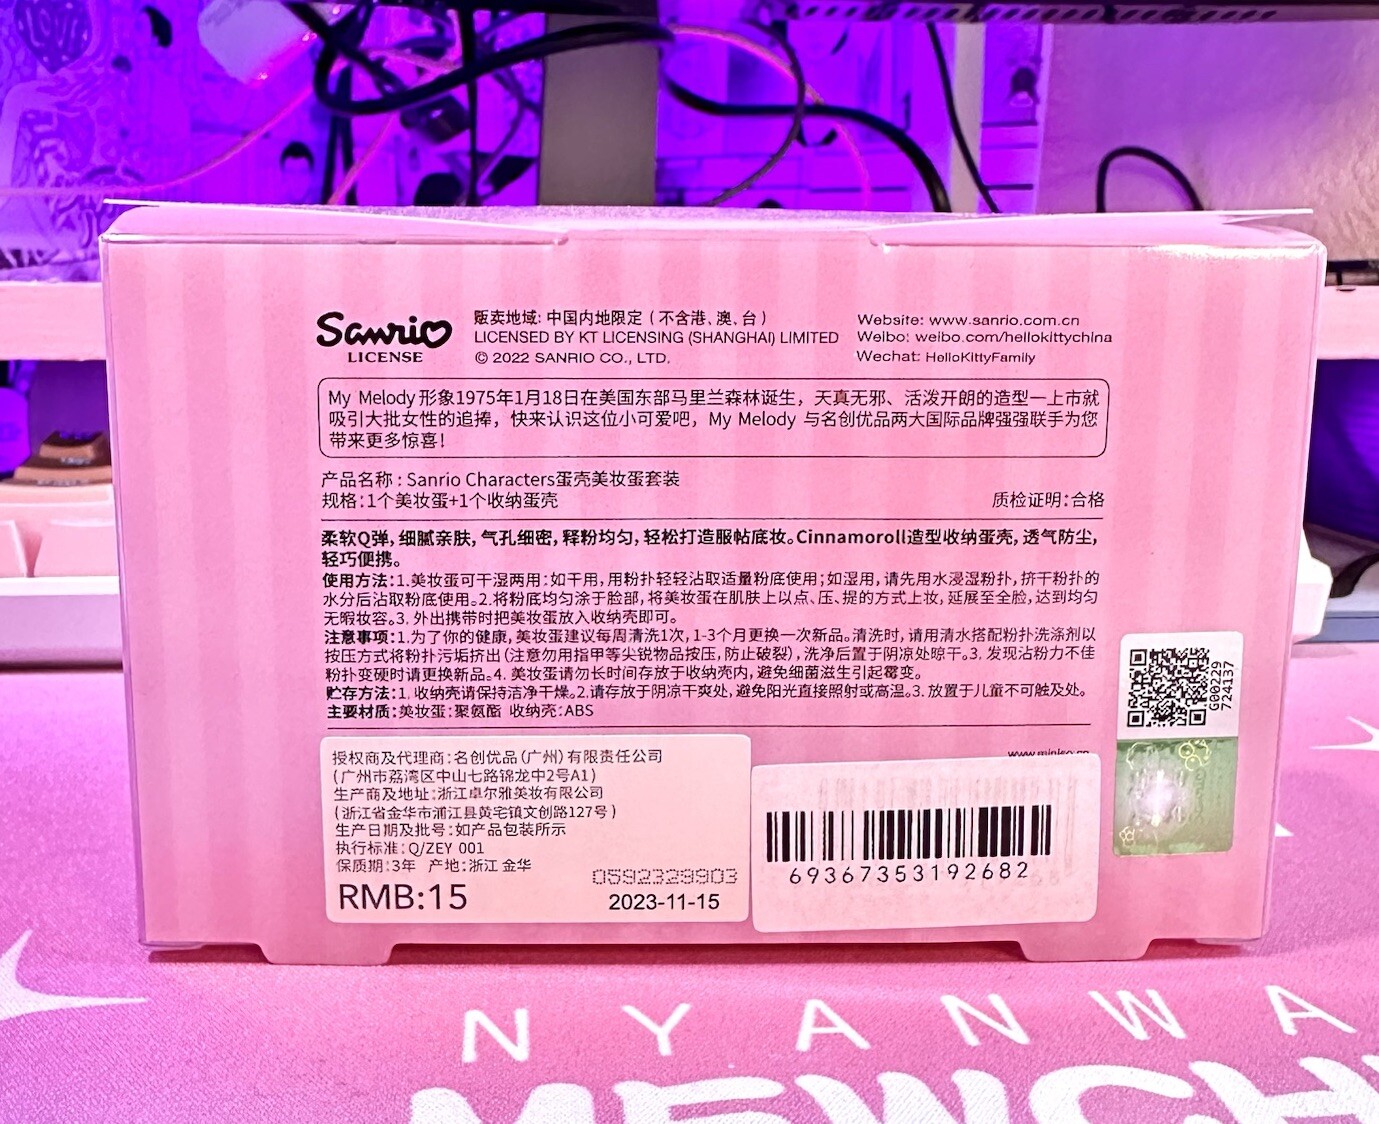 Sanrio
LICENSE
贩卖地域: 中国内地限定 (不含港、澳、台)
LICENSED BY KT LICENSING (SHANGHAI) LIMITED
© 2022 SANRIO CO., LTD.
Website: www.sanrio.com.cn
Weibo: weibo.com/hellokittychina
Wechat: HelloKittyFamily
My Melody 形象1975年1月18日在美国东部马里兰森林诞生，天真无邪、活泼开朗的造型一上市就
吸引大批女性的追捧，快来认识这位小可爱吧，My Melody 与名创优品两大国际品牌强强联手为您
带来更多惊喜！
产品名称：Sanrio Characters蛋壳美妆蛋套装
规格：1个美妆蛋+1个收纳蛋壳
质检证明：合格
柔软Q弹，细腻亲肤，气孔细密，释粉均匀，轻松打造服帖底妆。Cinnamoroll造型收纳蛋壳，透气防尘，
轻巧便携。
使用方法：1.美妆蛋可干湿两用：如干用，用粉扑轻轻沾取适量粉底使用；如湿用，请先用水浸湿粉扑，挤干粉扑的
水分后沾取粉底使用。2.将粉底均匀涂于脸部，将美妆蛋在肌肤上以点、压、提的方式上妆，延展至全脸，达到均匀
无暇妆容。3. 外出携带时把美妆蛋放入收纳壳即可。
注意事项：1.为了你的健康，美妆蛋建议每周清洗1次，1-3个月更换一次新品。清洗时，请用清水搭配粉扑洗涤剂以
按压方式将粉扑污垢挤出（注意勿用指甲等尖锐物品按压，防止破裂），洗净后置于阴凉处晾干。3. 发现沾粉力不佳
粉扑变硬时请更换新品。4. 美妆蛋请勿长时间存放于收纳壳内，避免细菌滋生引起霉变。
贮存方法：1. 收纳壳请保持洁净干燥。2.请存放于阴凉干爽处，避免阳光直接照射或高温。3. 放置于儿童不可触及处。
主要材质：美妆蛋：聚氨酯 收纳壳：ABS
www.miniso.cn
授权商及代理商：名创优品（广州）有限责任公司
（广州市荔湾区中山七路锦龙中2号A1）
生产商及地址：浙江卓尔雅美妆有限公司
（浙江省金华市浦江县黄宅镇文创路127号）
生产日期及批号：如产品包装所示
执行标准：Q/ZEY 001
保质期：3年 产地：浙江 金华
RMB:15
0592329903
2023-11-15
6936735319268​2
G00229
724137
NYANWA
MEWCH